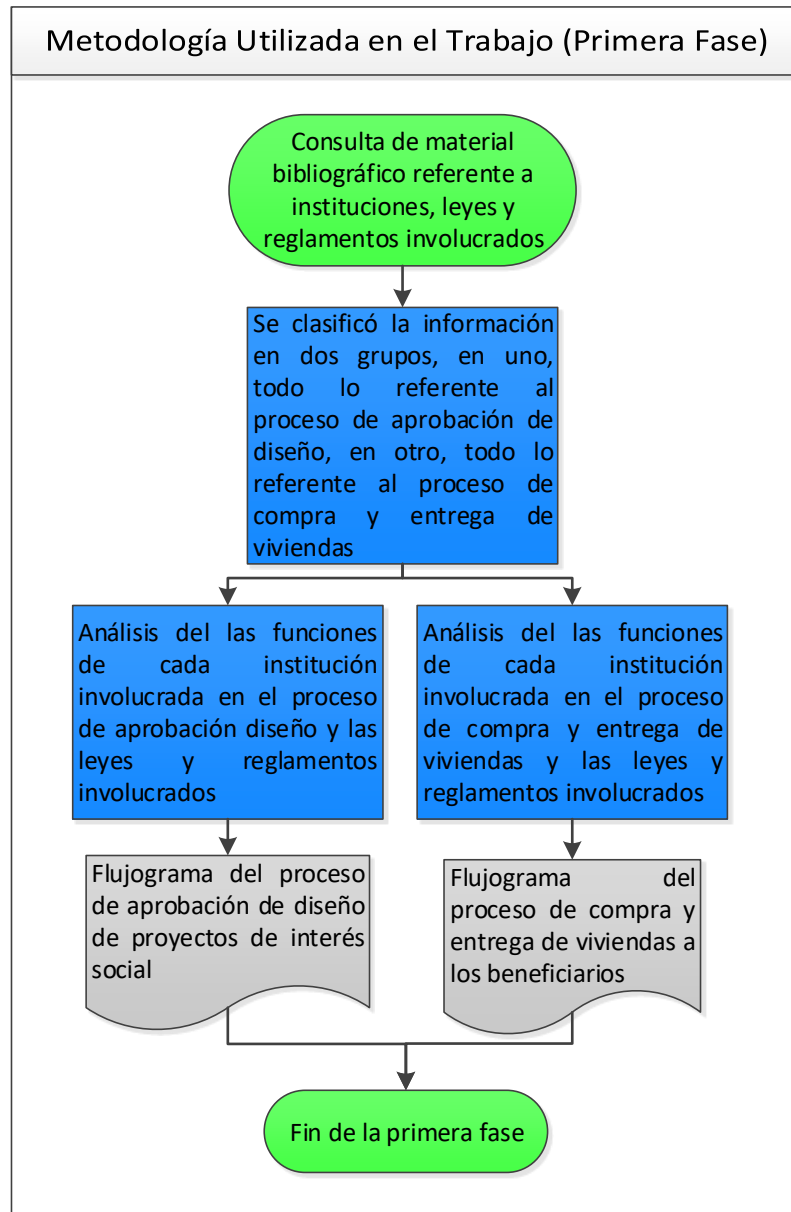 Metodología Utilizada en el Trabajo (Primera Fase)
Consulta de material
bibliográfico referente a
instituciones, leyes y
reglamentos involucrados
Se clasificó la información
en dos grupos, en uno,
todo lo referente al
proceso de aprobación de
diseño, en otro, todo lo
referente al proceso de
compra y entrega de
viviendas
Análisis del las funciones
de cada institución
involucrada en el proceso
de aprobación diseño y las
leyes y reglamentos
involucrados
Análisis del las funciones
de cada institución
involucrada en el proceso
de compra y entrega de
viviendas y las leyes y
reglamentos involucrados
Flujograma del proceso
de aprobación de diseño
de proyectos de interés
social
Flujograma del
proceso de compra y
entrega de viviendas a
los beneficiarios
Fin de la primera fase